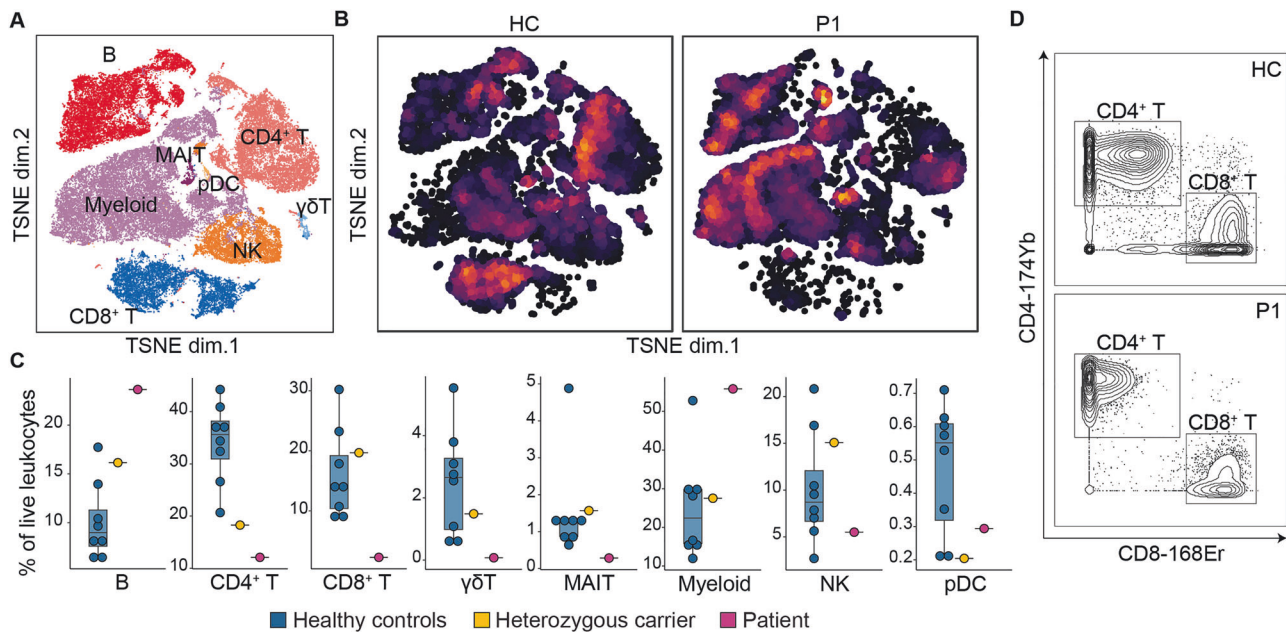 A
B
CD4⁺ T
MAIT
pDC
Myeloid
γδT
NK
CD8⁺ T
TSNE dim.2
TSNE dim.1
B
HC
P1
TSNE dim.2
TSNE dim.1
C
% of live leukocytes
20
15
10
B
40
30
20
10
CD4⁺ T
30
20
10
0
CD8⁺ T
4
2
0
γδT
5
4
3
2
1
0
MAIT
50
40
30
20
10
Myeloid
20
15
10
5
NK
0.7
0.6
0.5
0.4
0.3
0.2
pDC
Healthy controls
Heterozygous carrier
Patient
D
HC
CD4⁺ T
CD8⁺ T
P1
CD4⁺ T
CD8⁺ T
CD4-174Yb
CD8-168Er